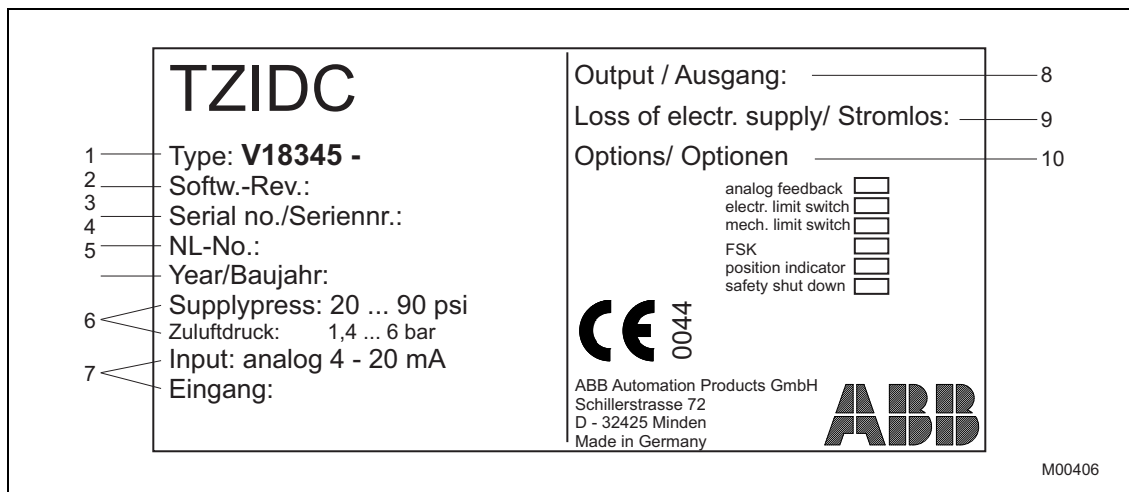 TZIDC
1
Type: V18345 -
2
Softw.-Rev.:
3
Serial no./Seriennr.:
4
NL-No.:
5
Year/Baujahr:
6
Supplypress: 20 ... 90 psi
Zuluftdruck: 1,4 ... 6 bar
7
Input: analog 4 - 20 mA
Eingang:
Output / Ausgang:
8
Loss of electr. supply/ Stromlos:
9
Options/ Optionen
10
analog feedback
electr. limit switch
mech. limit switch
FSK
position indicator
safety shut down
CE
0044
ABB Automation Products GmbH
Schillerstrasse 72
D - 32425 Minden
Made in Germany
ABB
M00406